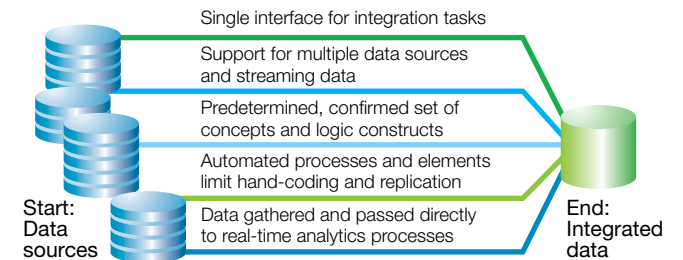 Single interface for integration tasks
Support for multiple data sources
and streaming data
Predetermined, confirmed set of
concepts and logic constructs
Automated processes and elements
limit hand-coding and replication
Data gathered and passed directly
to real-time analytics processes
Start:
Data
sources
End:
Integrated
data